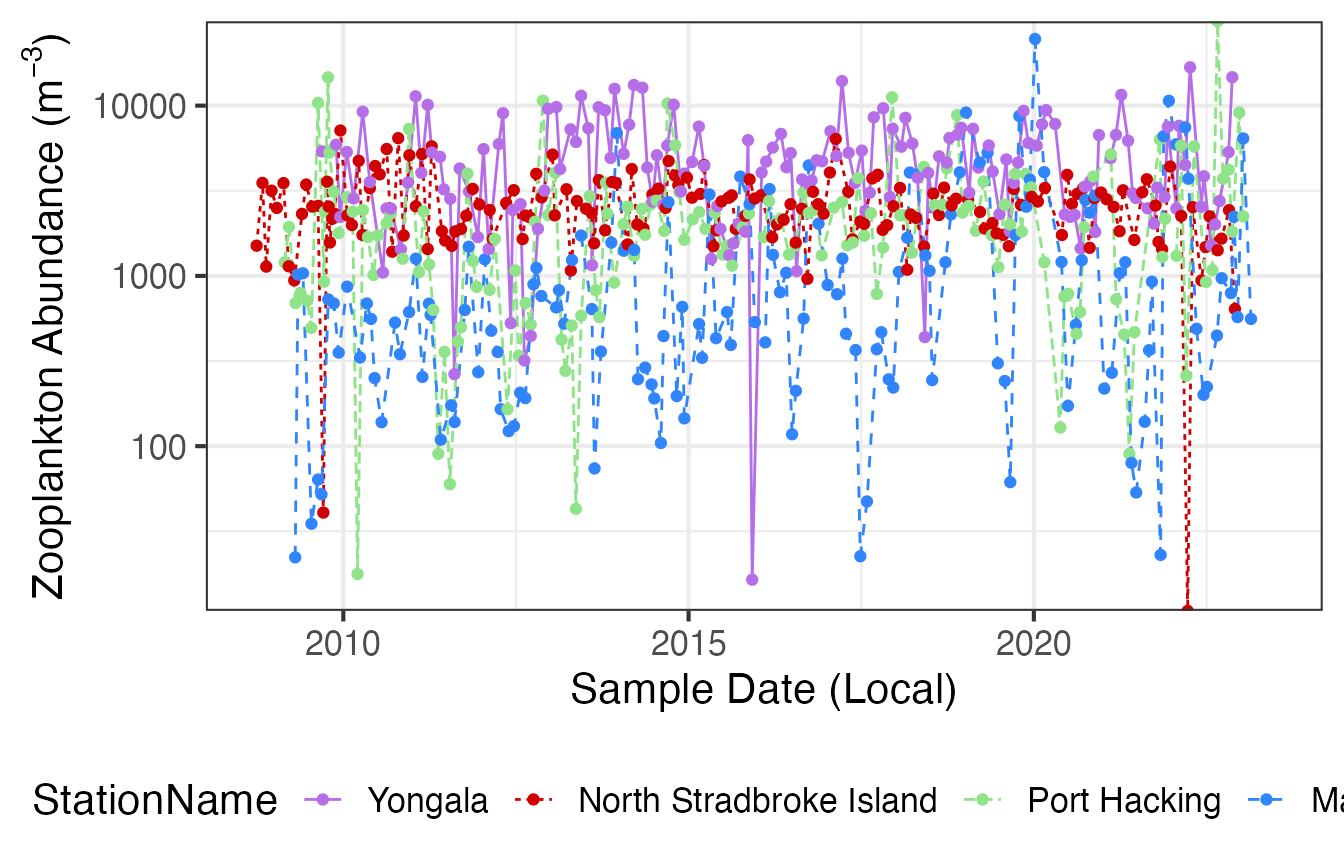 Zooplankton Abundance (m⁻³)
10000
1000
100
2010 2015 2020
Sample Date (Local)
StationName Yongala North Stradbroke Island Port Hacking Ma